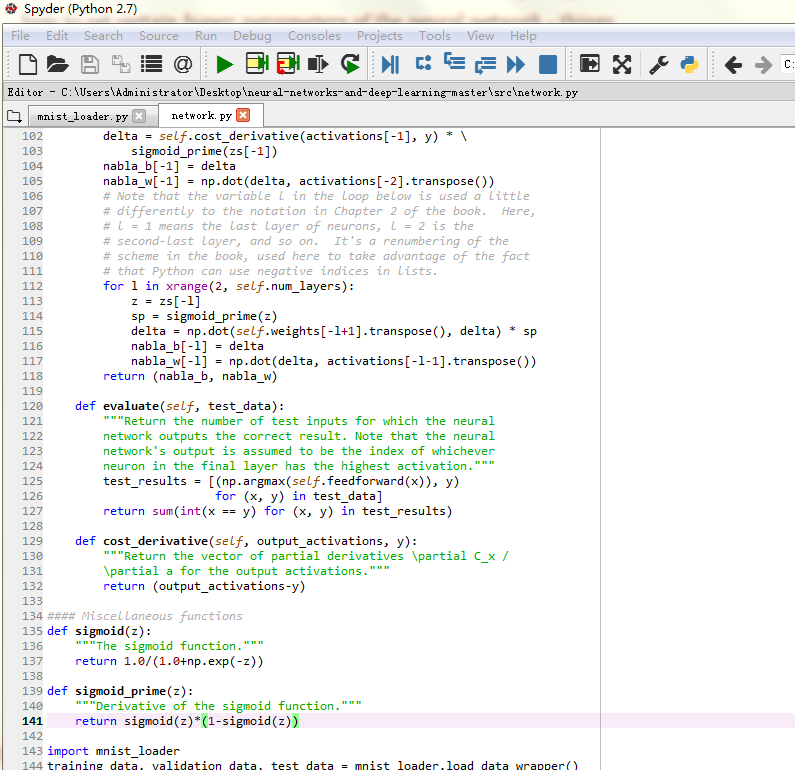 Spyder (Python 2.7)
File Edit Search Source Run Debug Consoles Projects Tools View Help
C:
Editor - C:\Users\Administrator\Desktop\neural-networks-and-deep-learning-master\src\network.py
mnist_loader.py network.py
102 delta = self.cost_derivative(activations[-1], y) * \
103 sigmoid_prime(zs[-1])
104 nabla_b[-1] = delta
105 nabla_w[-1] = np.dot(delta, activations[-2].transpose())
106 # Note that the variable l in the loop below is used a little
107 # differently to the notation in Chapter 2 of the book.  Here,
108 # l = 1 means the last layer of neurons, l = 2 is the
109 # second-last layer, and so on.  It's a renumbering of the
110 # scheme in the book, used here to take advantage of the fact
111 # that Python can use negative indices in lists.
112 for l in xrange(2, self.num_layers):
113 z = zs[-l]
114 sp = sigmoid_prime(z)
115 delta = np.dot(self.weights[-l+1].transpose(), delta) * sp
116 nabla_b[-l] = delta
117 nabla_w[-l] = np.dot(delta, activations[-l-1].transpose())
118 return (nabla_b, nabla_w)
119
120 def evaluate(self, test_data):
121 """Return the number of test inputs for which the neural
122 network outputs the correct result. Note that the neural
123 network's output is assumed to be the index of whichever
124 neuron in the final layer has the highest activation."""
125 test_results = [(np.argmax(self.feedforward(x)), y)
126 for (x, y) in test_data]
127 return sum(int(x == y) for (x, y) in test_results)
128
129 def cost_derivative(self, output_activations, y):
130 """Return the vector of partial derivatives \partial C_x /
131 \partial a for the output activations."""
132 return (output_activations-y)
133
134 #### Miscellaneous functions
135 def sigmoid(z):
136 """The sigmoid function."""
137 return 1.0/(1.0+np.exp(-z))
138
139 def sigmoid_prime(z):
140 """Derivative of the sigmoid function."""
141 return sigmoid(z)*(1-sigmoid(z))
142
143 import mnist_loader
144 training_data, validation_data, test_data = mnist_loader.load_data_wrapper()